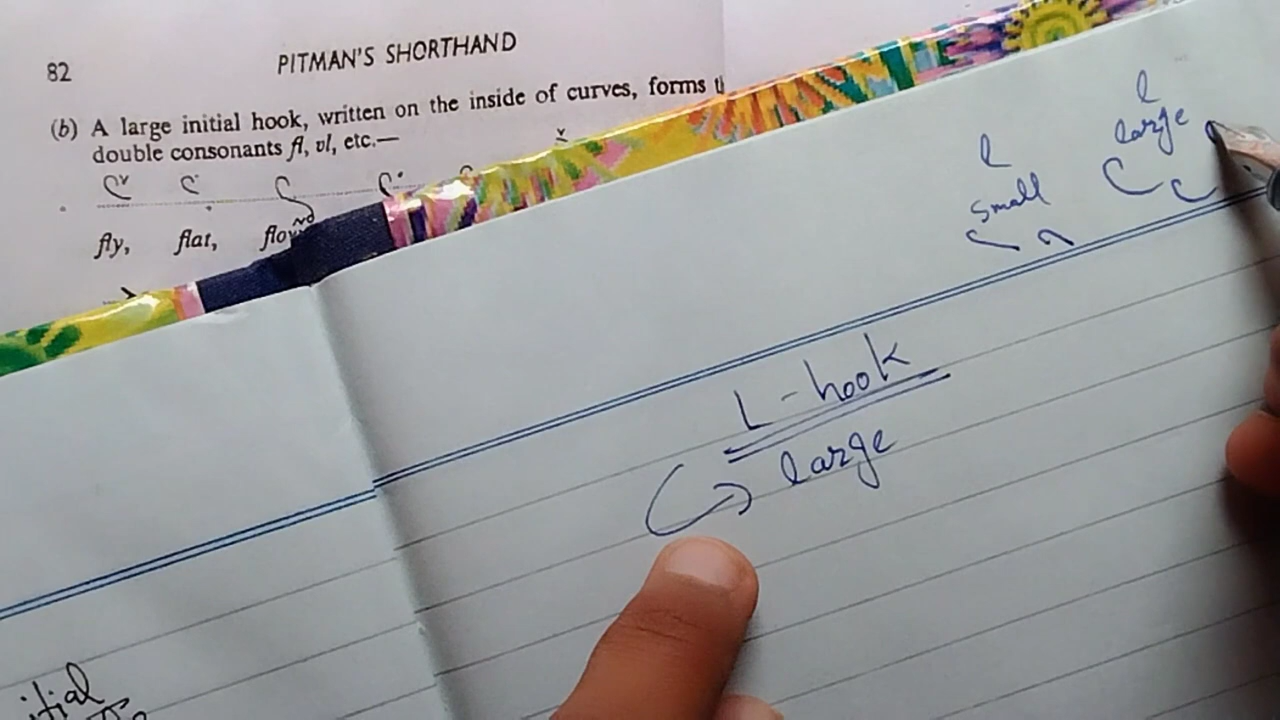 82
PITMAN'S SHORTHAND
(b) A large initial hook, written on the inside of curves, forms
double consonants fl, vl, etc.—
fly, flat,
l
small
l
large
L-hook
large